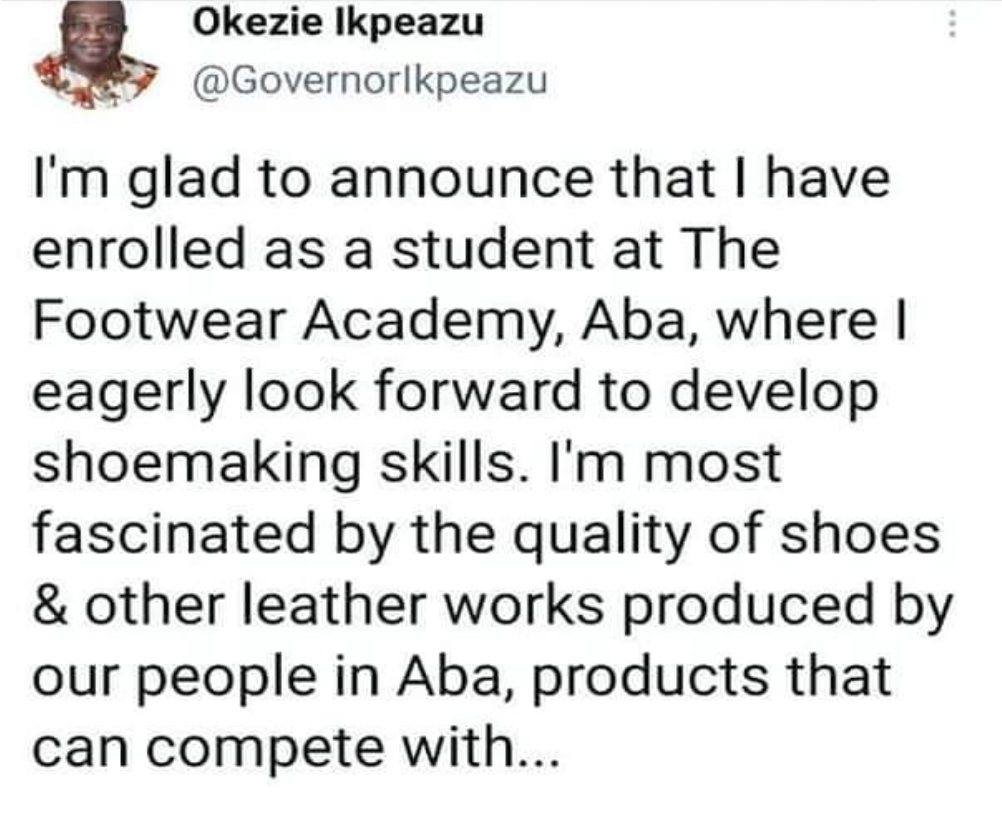 Okezie Ikpeazu
@GovernorIkpeazu
I'm glad to announce that I have
enrolled as a student at The
Footwear Academy, Aba, where I
eagerly look forward to develop
shoemaking skills. I'm most
fascinated by the quality of shoes
& other leather works produced by
our people in Aba, products that
can compete with...